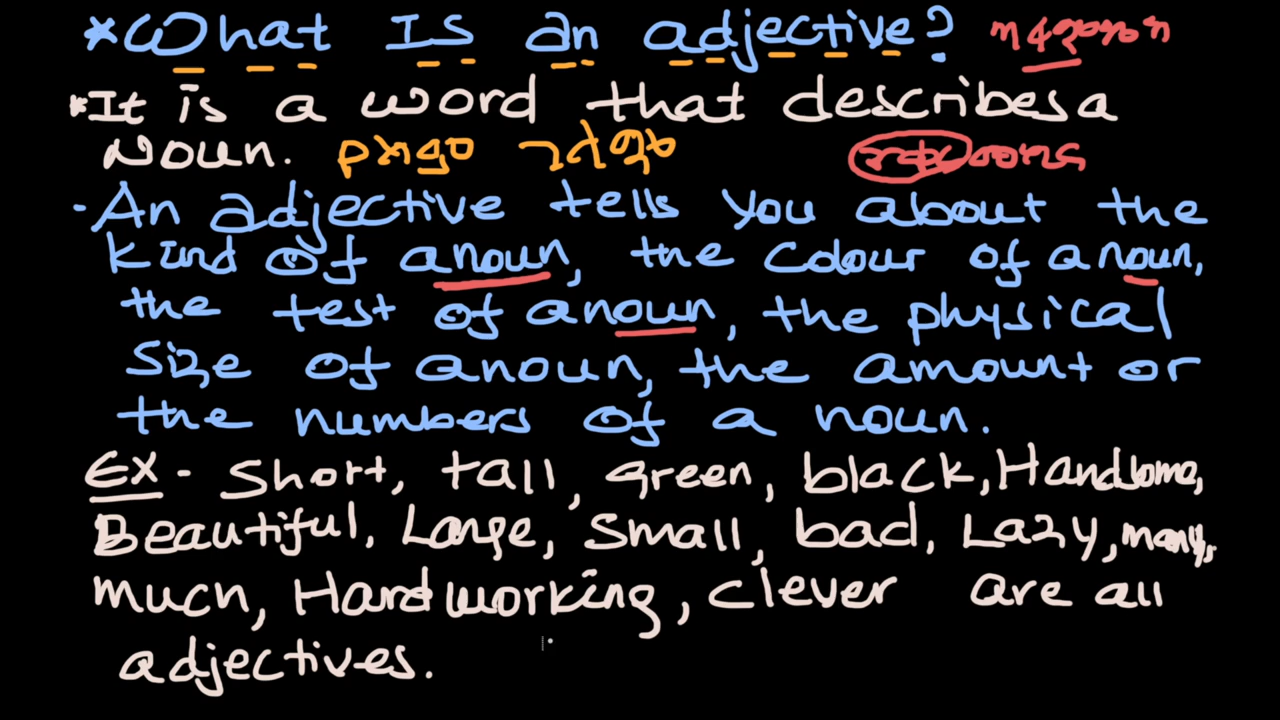 *What Is an adjective?
*It is a word that describes a
Noun.
· An adjective tells you about the
kind of a noun, the colour of a noun,
the test of a noun, the physical
size of a noun, the amount or
the numbers of a noun.
Ex - Short, tall, green, black, Handsome,
Beautiful, Large, Small, bad, Lazy, many,
much, Hardworking, clever are all
adjectives.